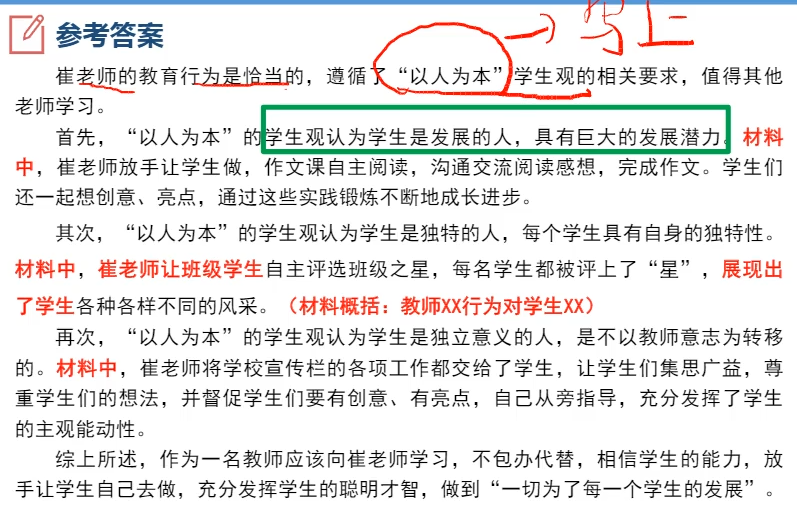 参考答案
马上
崔老师的教育行为是恰当的，遵循了“以人为本”学生观的相关要求，值得其他
老师学习。
首先，“以人为本”的学生观认为学生是发展的人，具有巨大的发展潜力。材料
中，崔老师放手让学生做，作文课自主阅读，沟通交流阅读感想，完成作文。学生们
还一起想创意、亮点，通过这些实践锻炼不断地成长进步。
其次，“以人为本”的学生观认为学生是独特的人，每个学生具有自身的独特性。
材料中，崔老师让班级学生自主评选班级之星，每名学生都被评上了“星”，展现出
了学生各种各样不同的风采。（材料概括：教师XX行为对学生XX）
再次，“以人为本”的学生观认为学生是独立意义的人，是不以教师意志为转移
的。材料中，崔老师将学校宣传栏的各项工作都交给了学生，让学生们集思广益，尊
重学生们的想法，并督促学生们要有创意、有亮点，自己从旁指导，充分发挥了学生
的主观能动性。
综上所述，作为一名教师应该向崔老师学习，不包办代替，相信学生的能力，放
手让学生自己去做，充分发挥学生的聪明才智，做到“一切为了每一个学生的发展”。